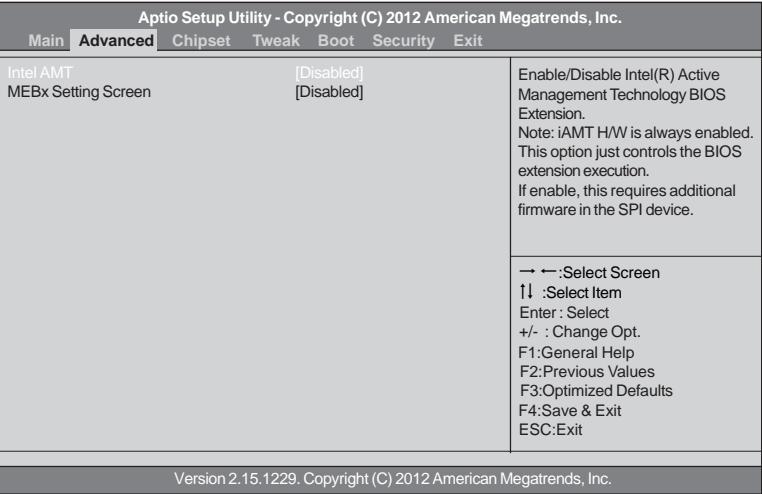 Aptio Setup Utility - Copyright (C) 2012 American Megatrends, Inc.
Main Advanced Chipset Tweak Boot Security Exit
Intel AMT [Disabled]
MEBx Setting Screen [Disabled]
Enable/Disable Intel(R) Active
Management Technology BIOS
Extension.
Note: iAMT H/W is always enabled.
This option just controls the BIOS
extension execution.
If enable, this requires additional
firmware in the SPI device.
→ ←:Select Screen
↑↓ :Select Item
Enter : Select
+/- : Change Opt.
F1:General Help
F2:Previous Values
F3:Optimized Defaults
F4:Save & Exit
ESC:Exit
Version 2.15.1229. Copyright (C) 2012 American Megatrends, Inc.